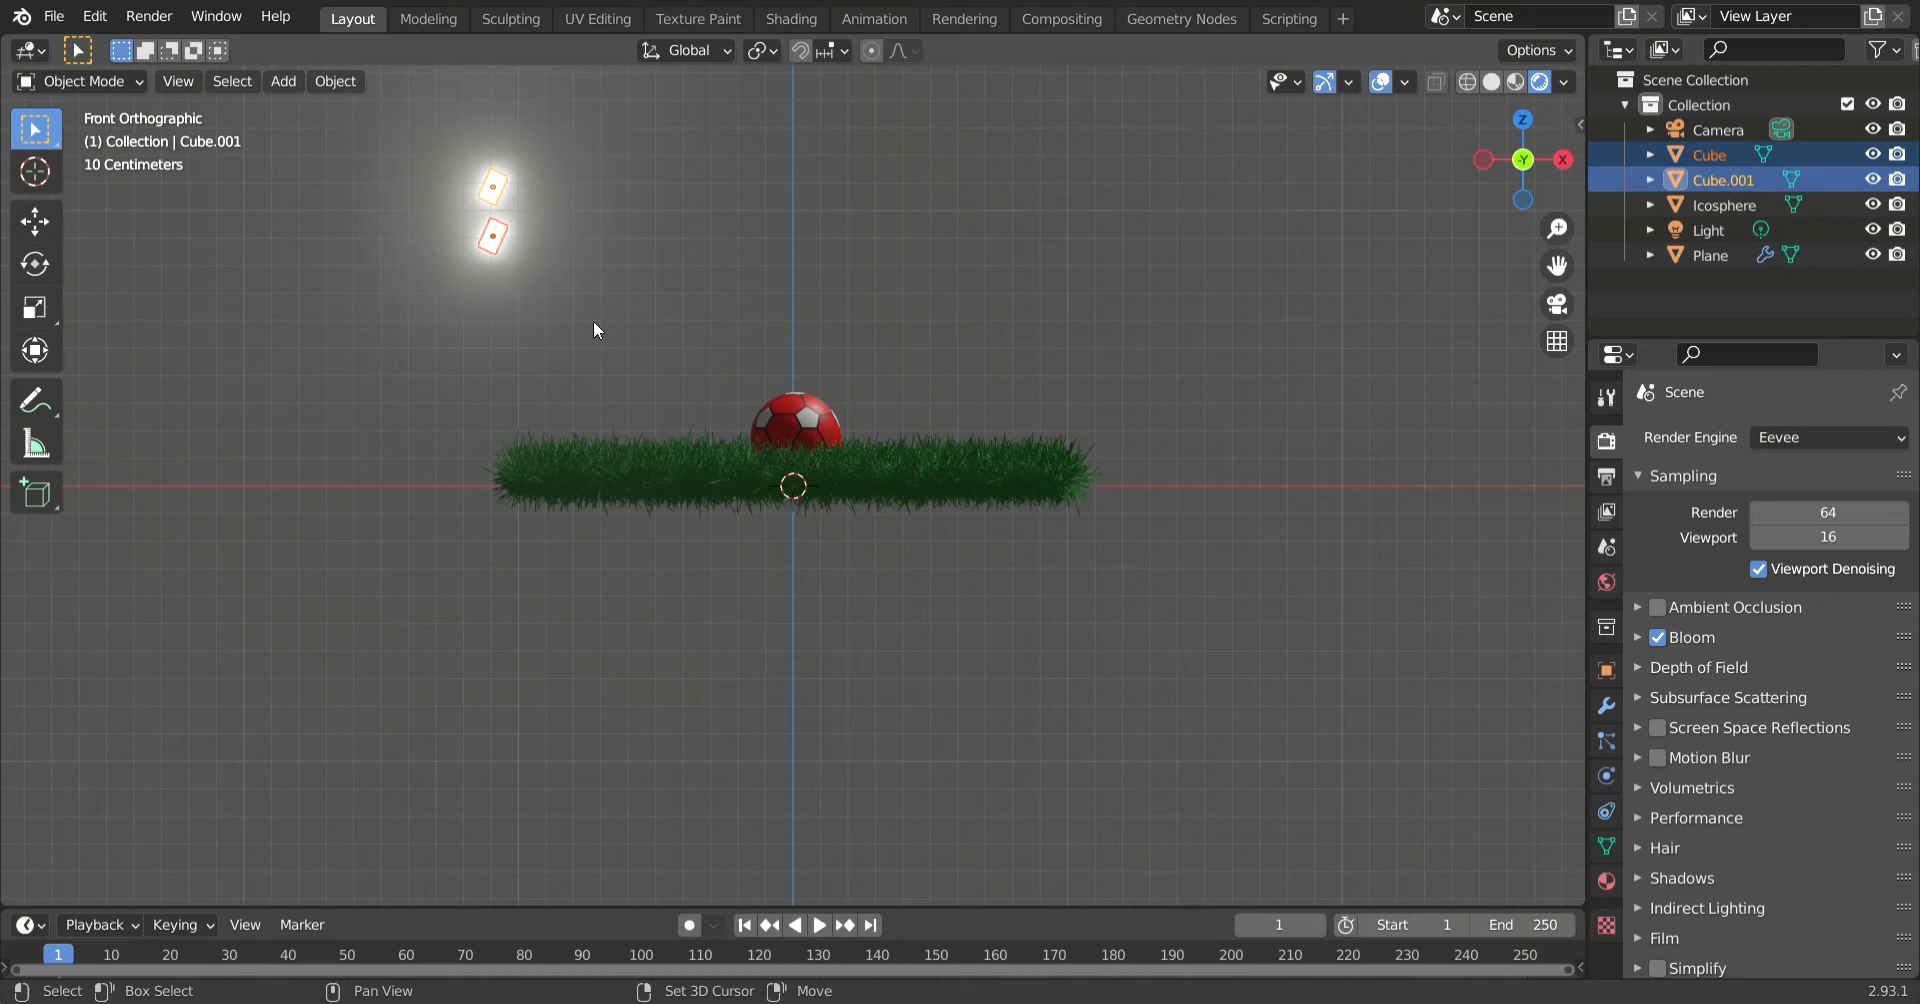 File Edit Render Window Help Layout Modeling Sculpting UV Editing Texture Paint Shading Animation Rendering Compositing Geometry Nodes Scripting + Scene View Layer
Global Options
Object Mode View Select Add Object
Front Orthographic
(1) Collection | Cube.001
10 Centimeters
Z
-Y X
Scene Collection
Collection
Camera
Cube
Cube.001
Icosphere
Light
Plane
Scene
Render Engine Eevee
Sampling
Render 64
Viewport 16
Viewport Denoising
Ambient Occlusion
Bloom
Depth of Field
Subsurface Scattering
Screen Space Reflections
Motion Blur
Volumetrics
Performance
Hair
Shadows
Indirect Lighting
Film
Simplify
Playback Keying View Marker 1 Start 1 End 250
1 10 20 30 40 50 60 70 80 90 100 110 120 130 140 150 160 170 180 190 200 210 220 230 240 250
Select Box Select Pan View Set 3D Cursor Move 2.93.1